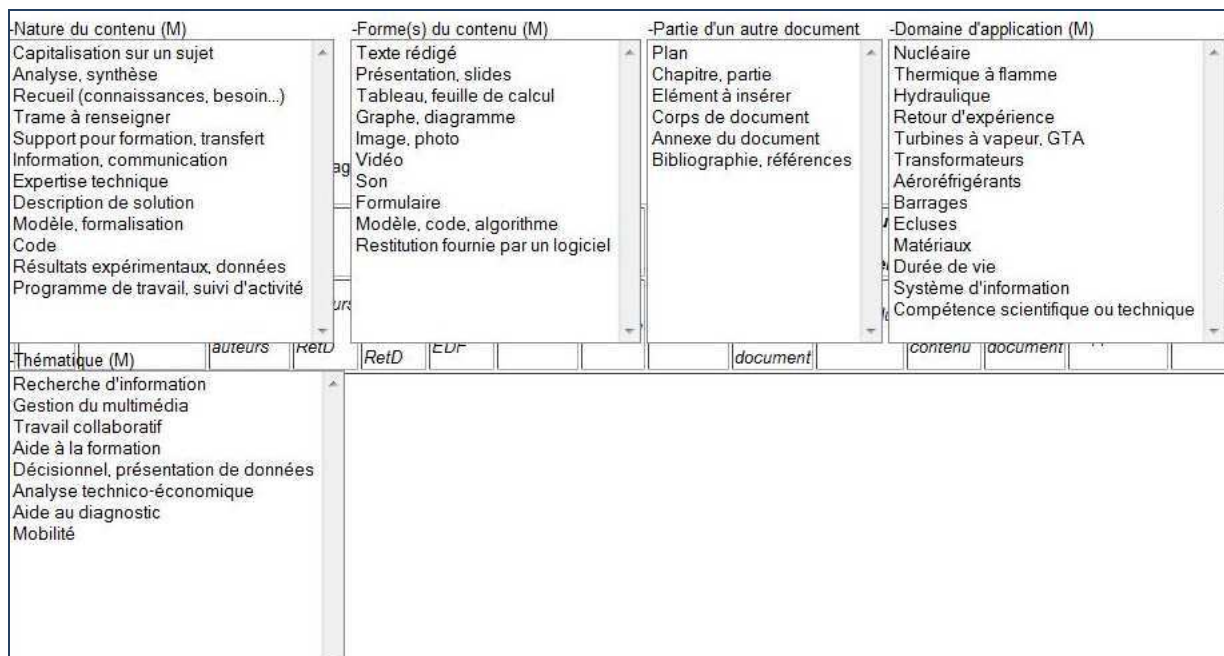 -Nature du contenu (M)
Capitalisation sur un sujet
Analyse, synthèse
Recueil (connaissances, besoin...)
Trame à renseigner
Support pour formation, transfert
Information, communication
Expertise technique
Description de solution
Modèle, formalisation
Code
Résultats expérimentaux, données
Programme de travail, suivi d'activité
-Forme(s) du contenu (M)
Texte rédigé
Présentation, slides
Tableau, feuille de calcul
Graphe, diagramme
Image, photo
Vidéo
Son
Formulaire
Modèle, code, algorithme
Restitution fournie par un logiciel
-Partie d'un autre document
Plan
Chapitre, partie
Elément à insérer
Corps de document
Annexe du document
Bibliographie, références
-Domaine d'application (M)
Nucléaire
Thermique à flamme
Hydraulique
Retour d'expérience
Turbines à vapeur, GTA
Transformateurs
Aéroréfrigérants
Barrages
Ecluses
Matériaux
Durée de vie
Système d'information
Compétence scientifique ou technique
auteurs RetD RetD EDF document contenu document
-Thématique (M)
Recherche d'information
Gestion du multimédia
Travail collaboratif
Aide à la formation
Décisionnel, présentation de données
Analyse technico-économique
Aide au diagnostic
Mobilité